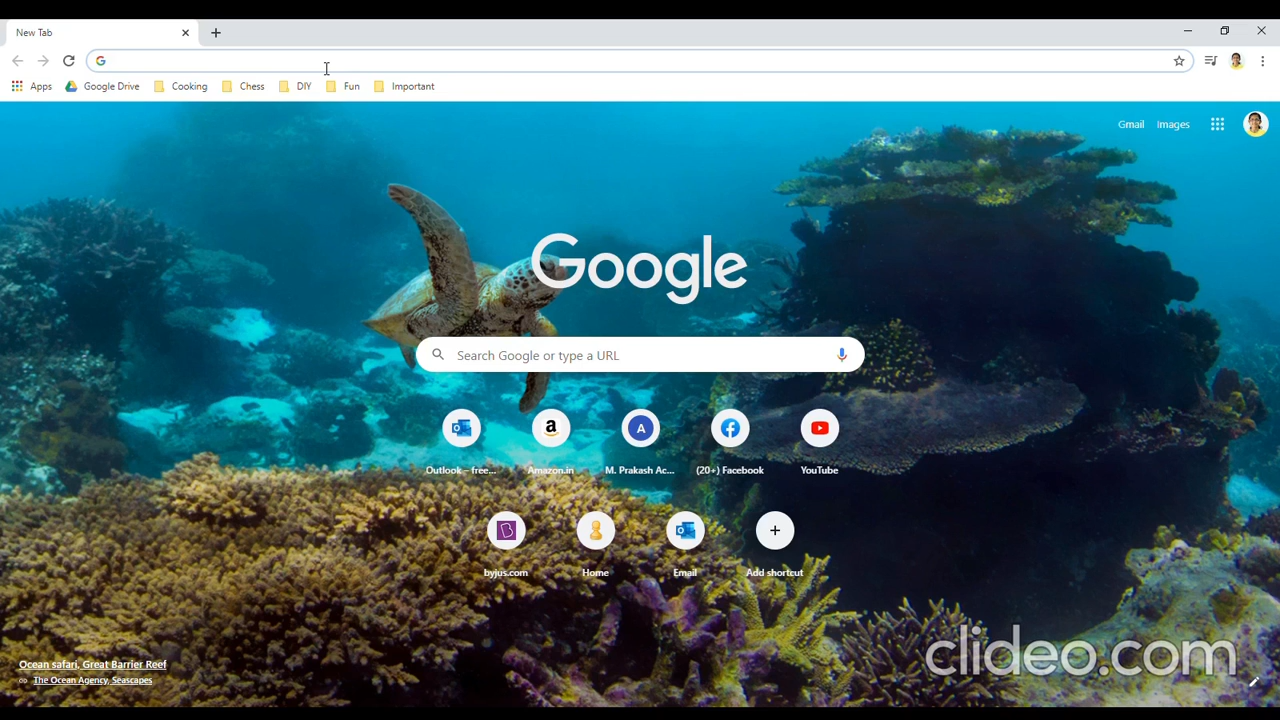 New Tab
Apps Google Drive Cooking Chess DIY Fun Important
Gmail Images
Google
Search Google or type a URL
Outlook – free... Amazon.in M. Prakash Ac... (20+) Facebook YouTube
byjus.com Home Email Add shortcut
Ocean safari, Great Barrier Reef
The Ocean Agency, Seascapes
clideo.com